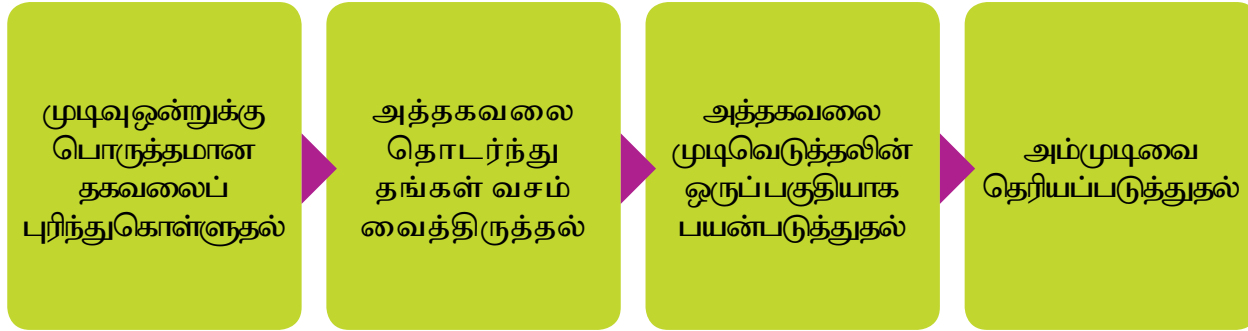 முடிவு ஒன்றுக்கு
பொருத்தமான
தகவலைப்
புரிந்துகொள்ளுதல்
அத்தகவலை
தொடர்ந்து
தங்கள் வசம்
வைத்திருத்தல்
அத்தகவலை
முடிவெடுத்தலின்
ஒருப் பகுதியாக
பயன்படுத்துதல்
அம்முடிவை
தெரியப்படுத்துதல்